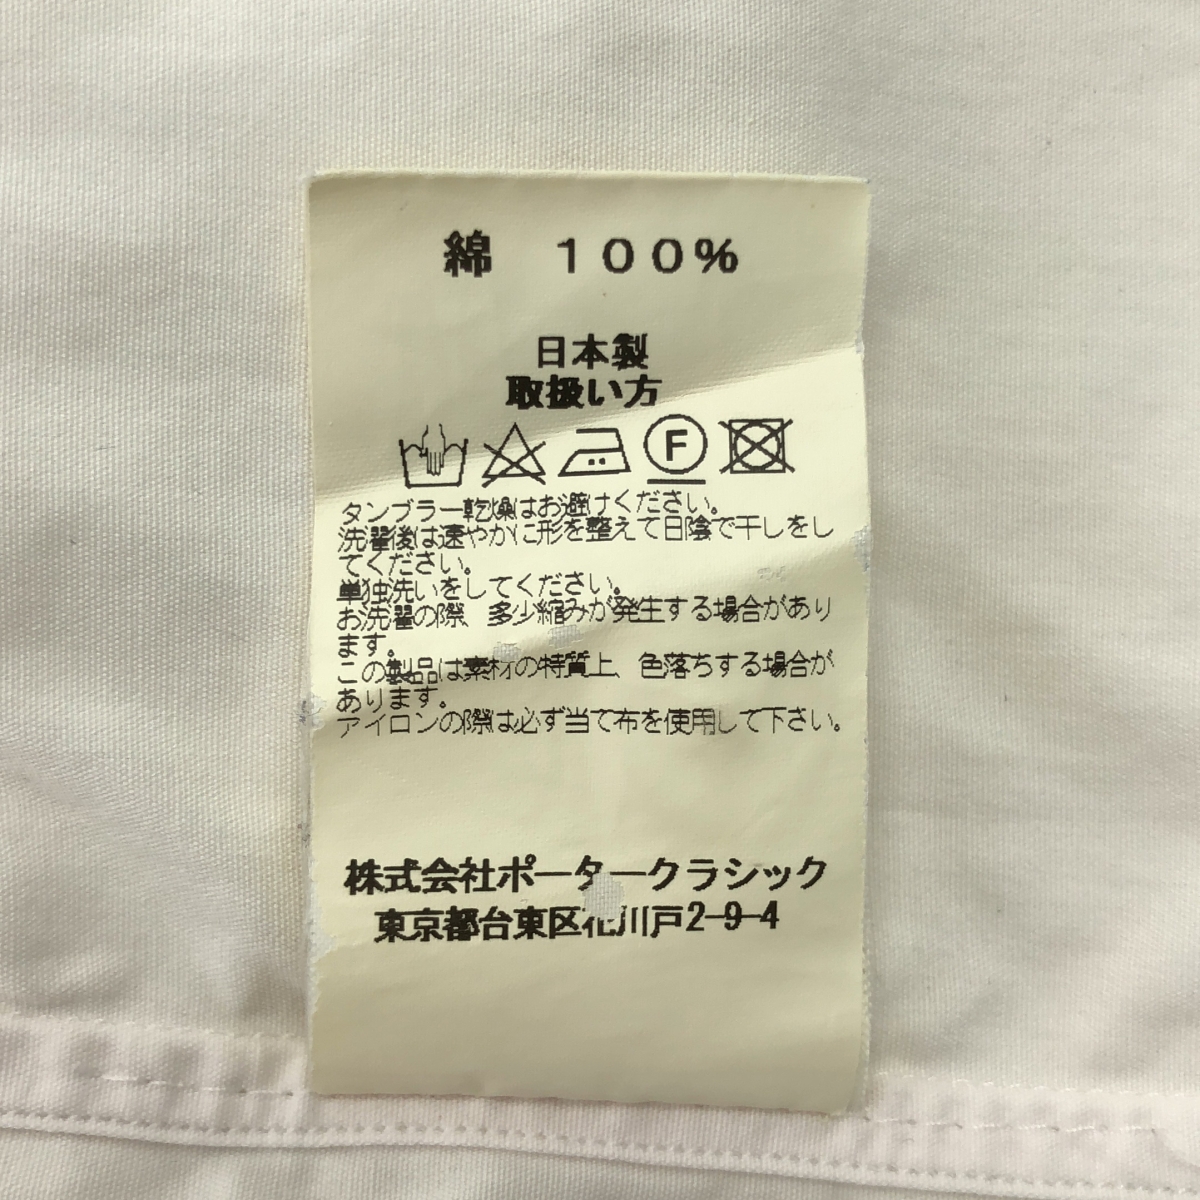 綿 100%
日本製
取扱い方
F
タンブラー乾燥はお避けください。
洗濯後は速やかに形を整えて日陰で干しをし
てください。
単独洗いをしてください。
お洗濯の際、多少縮みが発生する場合があり
ます。
この製品は素材の特質上、色落ちする場合が
あります。
アイロンの際は必ず当て布を使用して下さい。
株式会社ポータークラシック
東京都台東区花川戸2-9-4